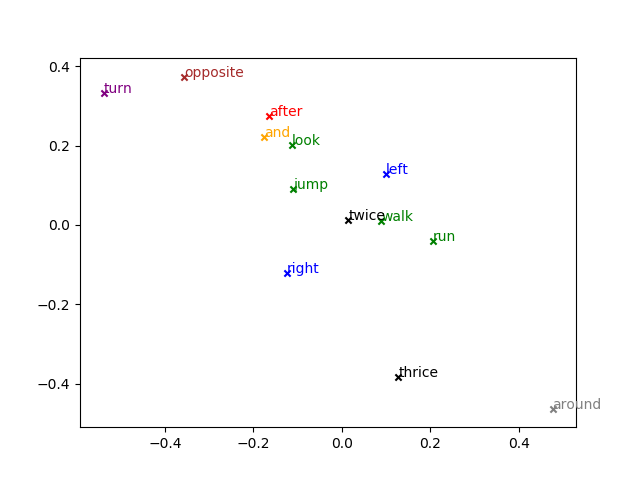 0.4
0.2
0.0
−0.2
−0.4
turn
opposite
after
and
look
left
jump
twice
walk
run
right
thrice
around
−0.4
−0.2
0.0
0.2
0.4